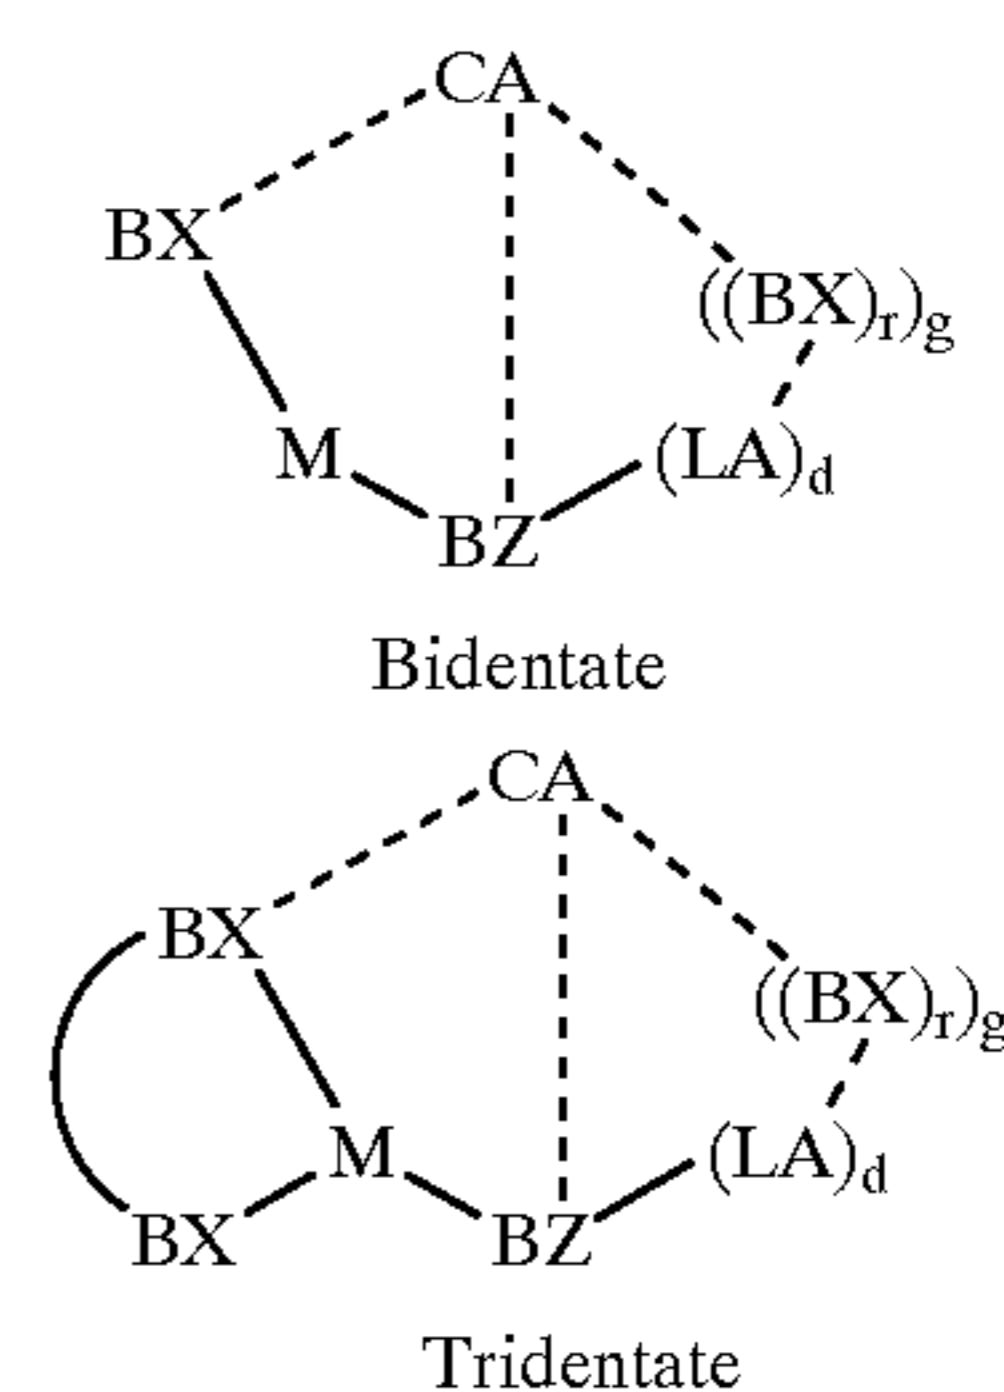 CA
BX
((BX)r)g
M
(LA)d
BZ
Bidentate
CA
BX
((BX)r)g
M
(LA)d
BX
BZ
Tridentate